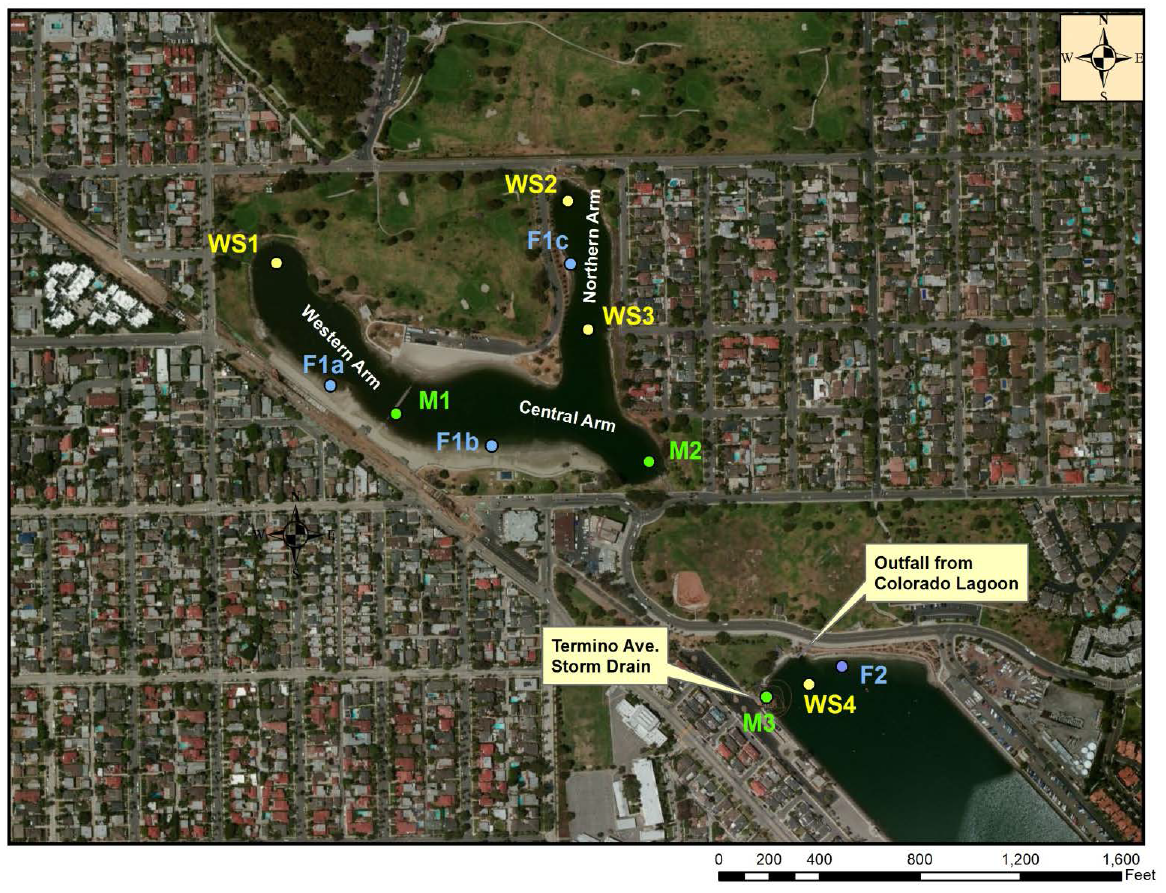 N
W E
S
WS2
Northern Arm
F1c
WS1
WS3
Western Arm
F1a
M1
Central Arm
F1b
M2
Outfall from
Colorado Lagoon
Termino Ave.
Storm Drain
F2
WS4
M3
0 200 400 800 1,200 1,600
Feet